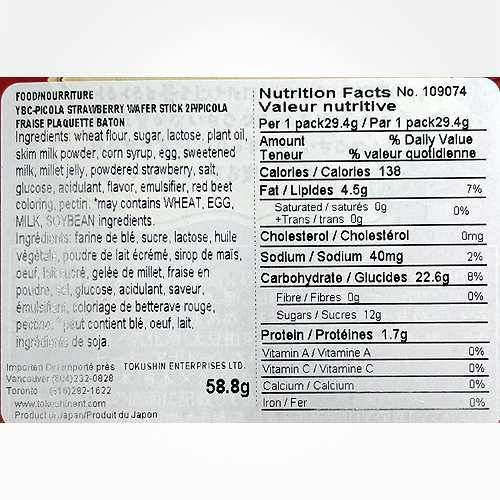 FOOD/NOURRITURE
YBC-PICOLA STRAWBERRY WAFER STICK 2P/PICOLA
FRAISE PLAQUETTE BATON
Ingredients: wheat flour, sugar, lactose, plant oil,
skim milk powder, corn syrup, egg, sweetened
milk, millet jelly, powdered strawberry, salt,
glucose, acidulant, flavor, emulsifier, red beet
coloring, pectin. *may contains WHEAT, EGG,
MILK, SOYBEAN ingredients.
Ingrédients: farine de blé, sucre, lactose, huile
végétale, poudre de lait écrémé, sirop de maïs,
oeuf, lait sucré, gelée de millet, fraise en
poudre, sel, glucose, acidulant, saveur,
émulsifiant, coloriage de betterave rouge,
pectine. * peut contient blé, oeuf, lait,
ingrédients de soja.
Imported By/Importé près TOKUSHIN ENTERPRISES LTD.
Vancouver (604)232-0828
Toronto (916)292-1622
www.tokushinent.com
Product of Japan/Produit du Japon
58.8g
Nutrition Facts No. 109074
Valeur nutritive
Per 1 pack29.4g / Par 1 pack29.4g
Amount % Daily Value
Teneur % valeur quotidienne
Calories / Calories 138
Fat / Lipides 4.5g 7%
Saturated / saturés 0g 0%
+Trans / trans 0g
Cholesterol / Cholestérol 0mg
Sodium / Sodium 40mg 2%
Carbohydrate / Glucides 22.6g 8%
Fibre / Fibres 0g 0%
Sugars / Sucres 12g
Protein / Protéines 1.7g
Vitamin A / Vitamine A 0%
Vitamin C / Vitamine C 0%
Calcium / Calcium 0%
Iron / Fer 0%